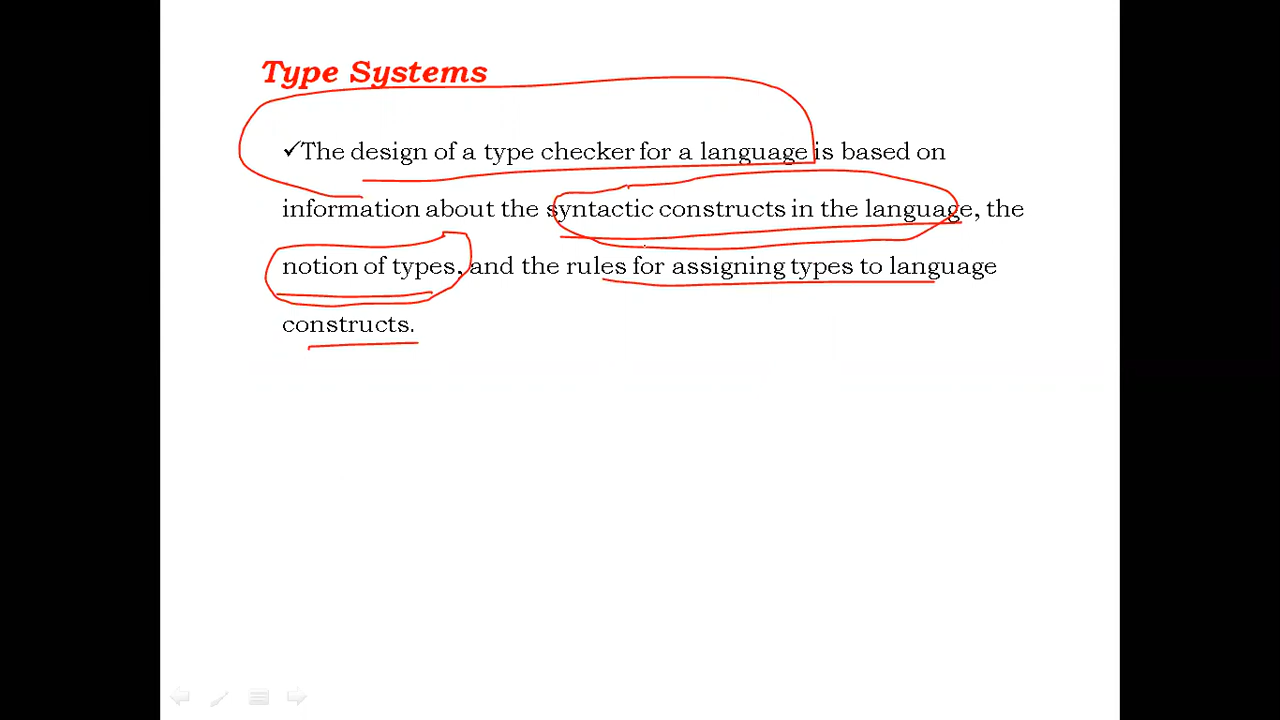 Type Systems
✓The design of a type checker for a language is based on
information about the syntactic constructs in the language, the
notion of types, and the rules for assigning types to language
constructs.